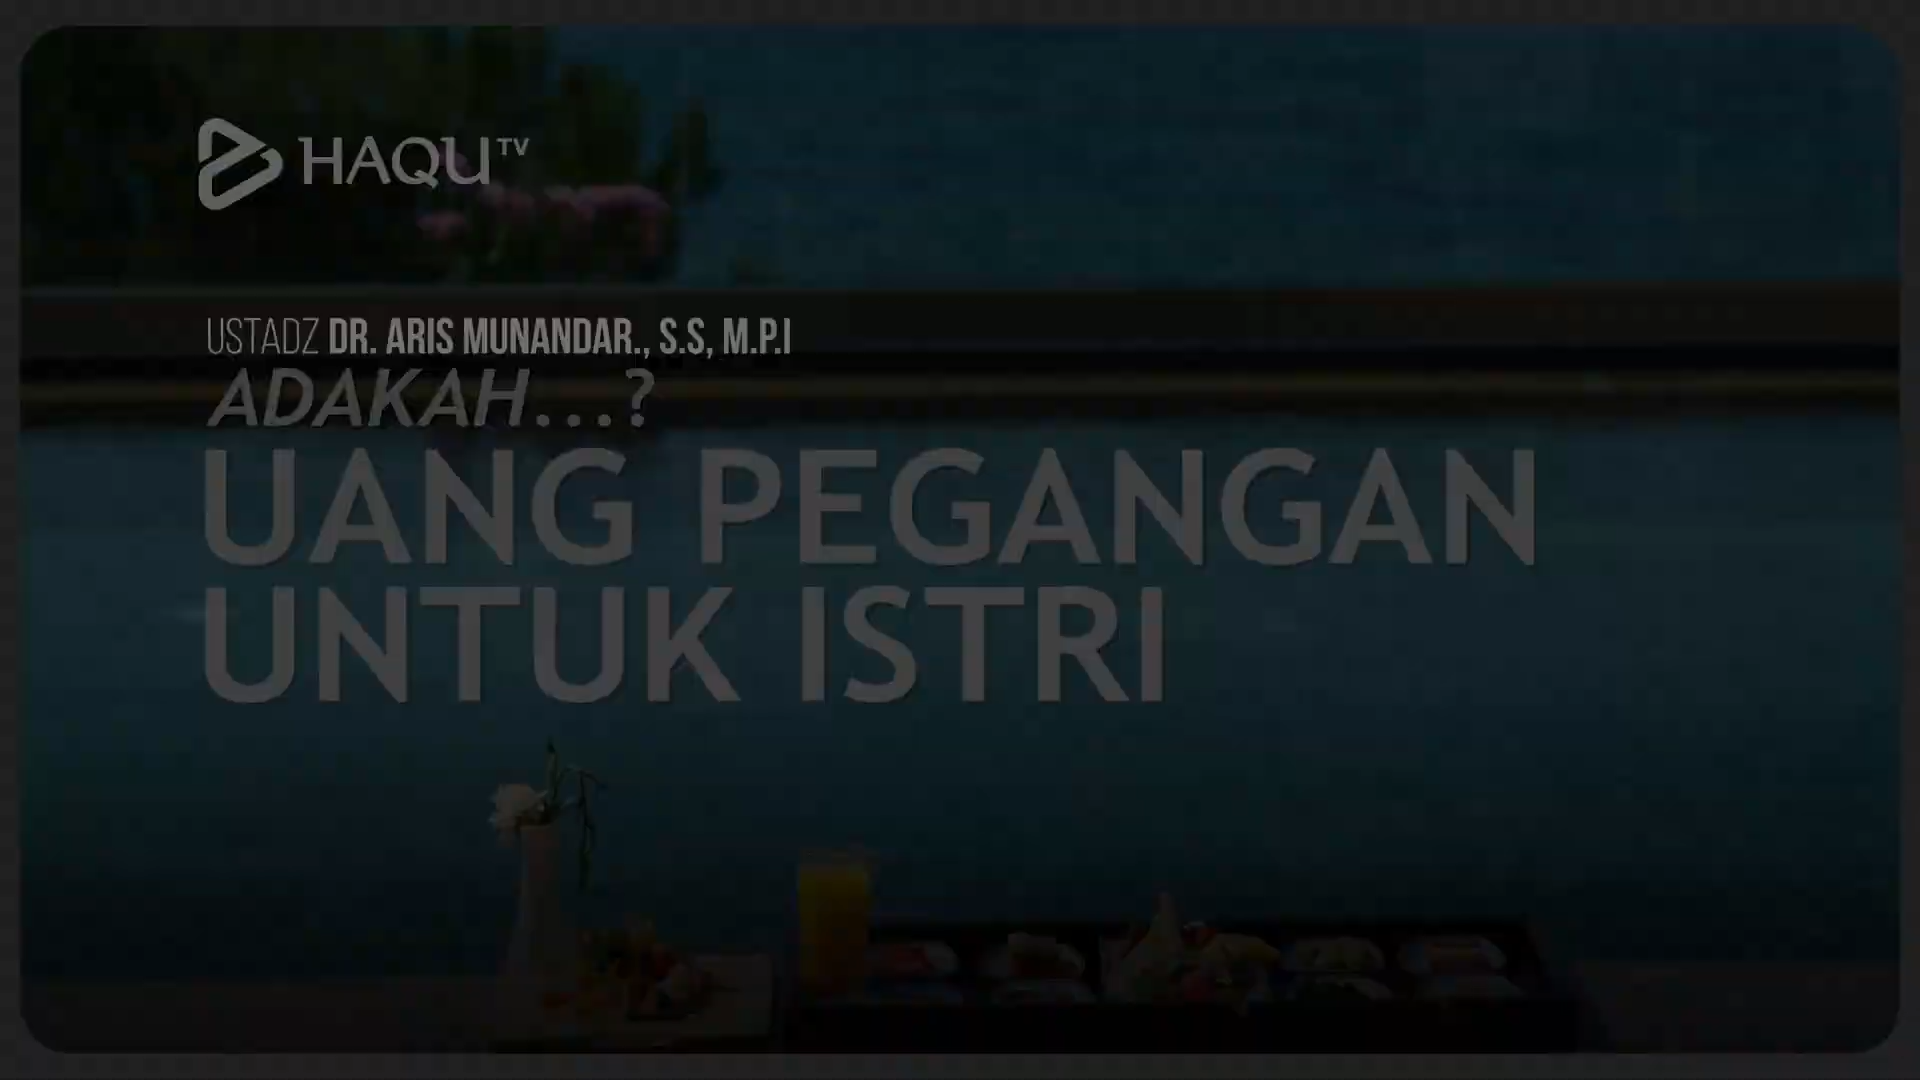 HAQU TV
USTADZ DR. ARIS MUNANDAR., S.S, M.P.I
ADAKAH...?
UANG PEGANGAN
UNTUK ISTRI